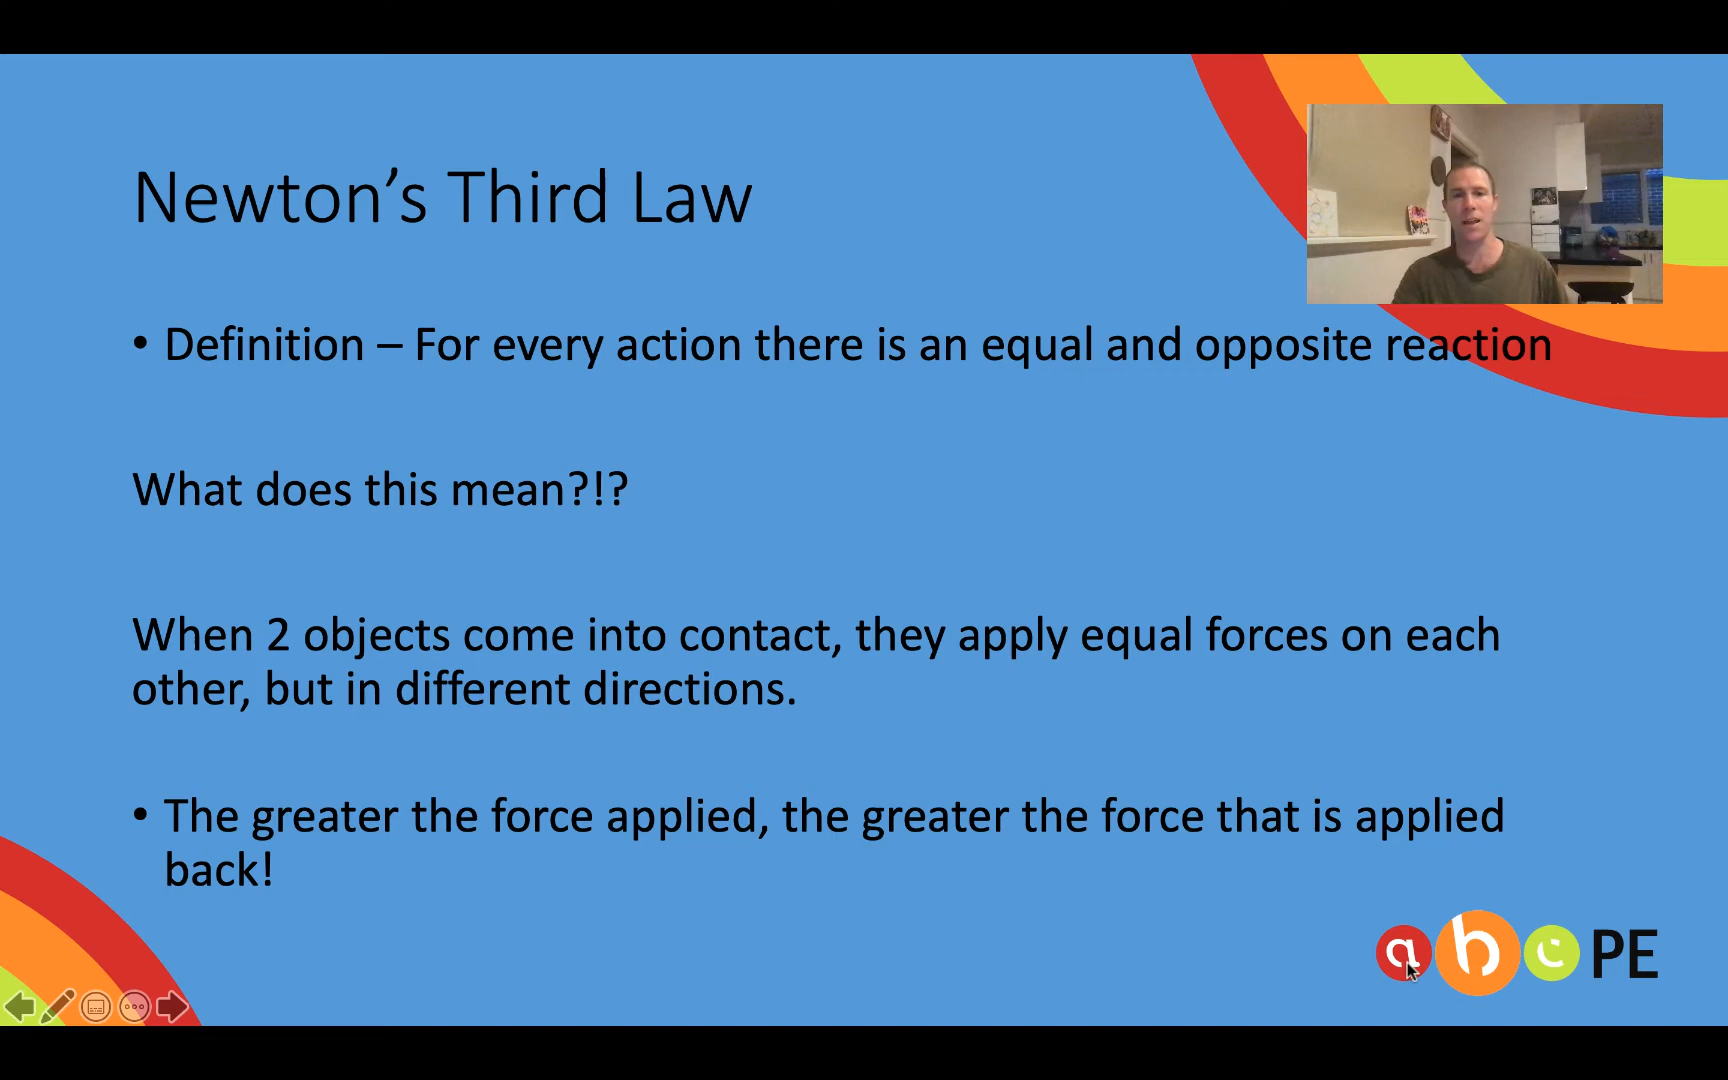 Newton’s Third Law
• Definition – For every action there is an equal and opposite reaction
What does this mean?!?
When 2 objects come into contact, they apply equal forces on each
other, but in different directions.
• The greater the force applied, the greater the force that is applied
back!
abc PE